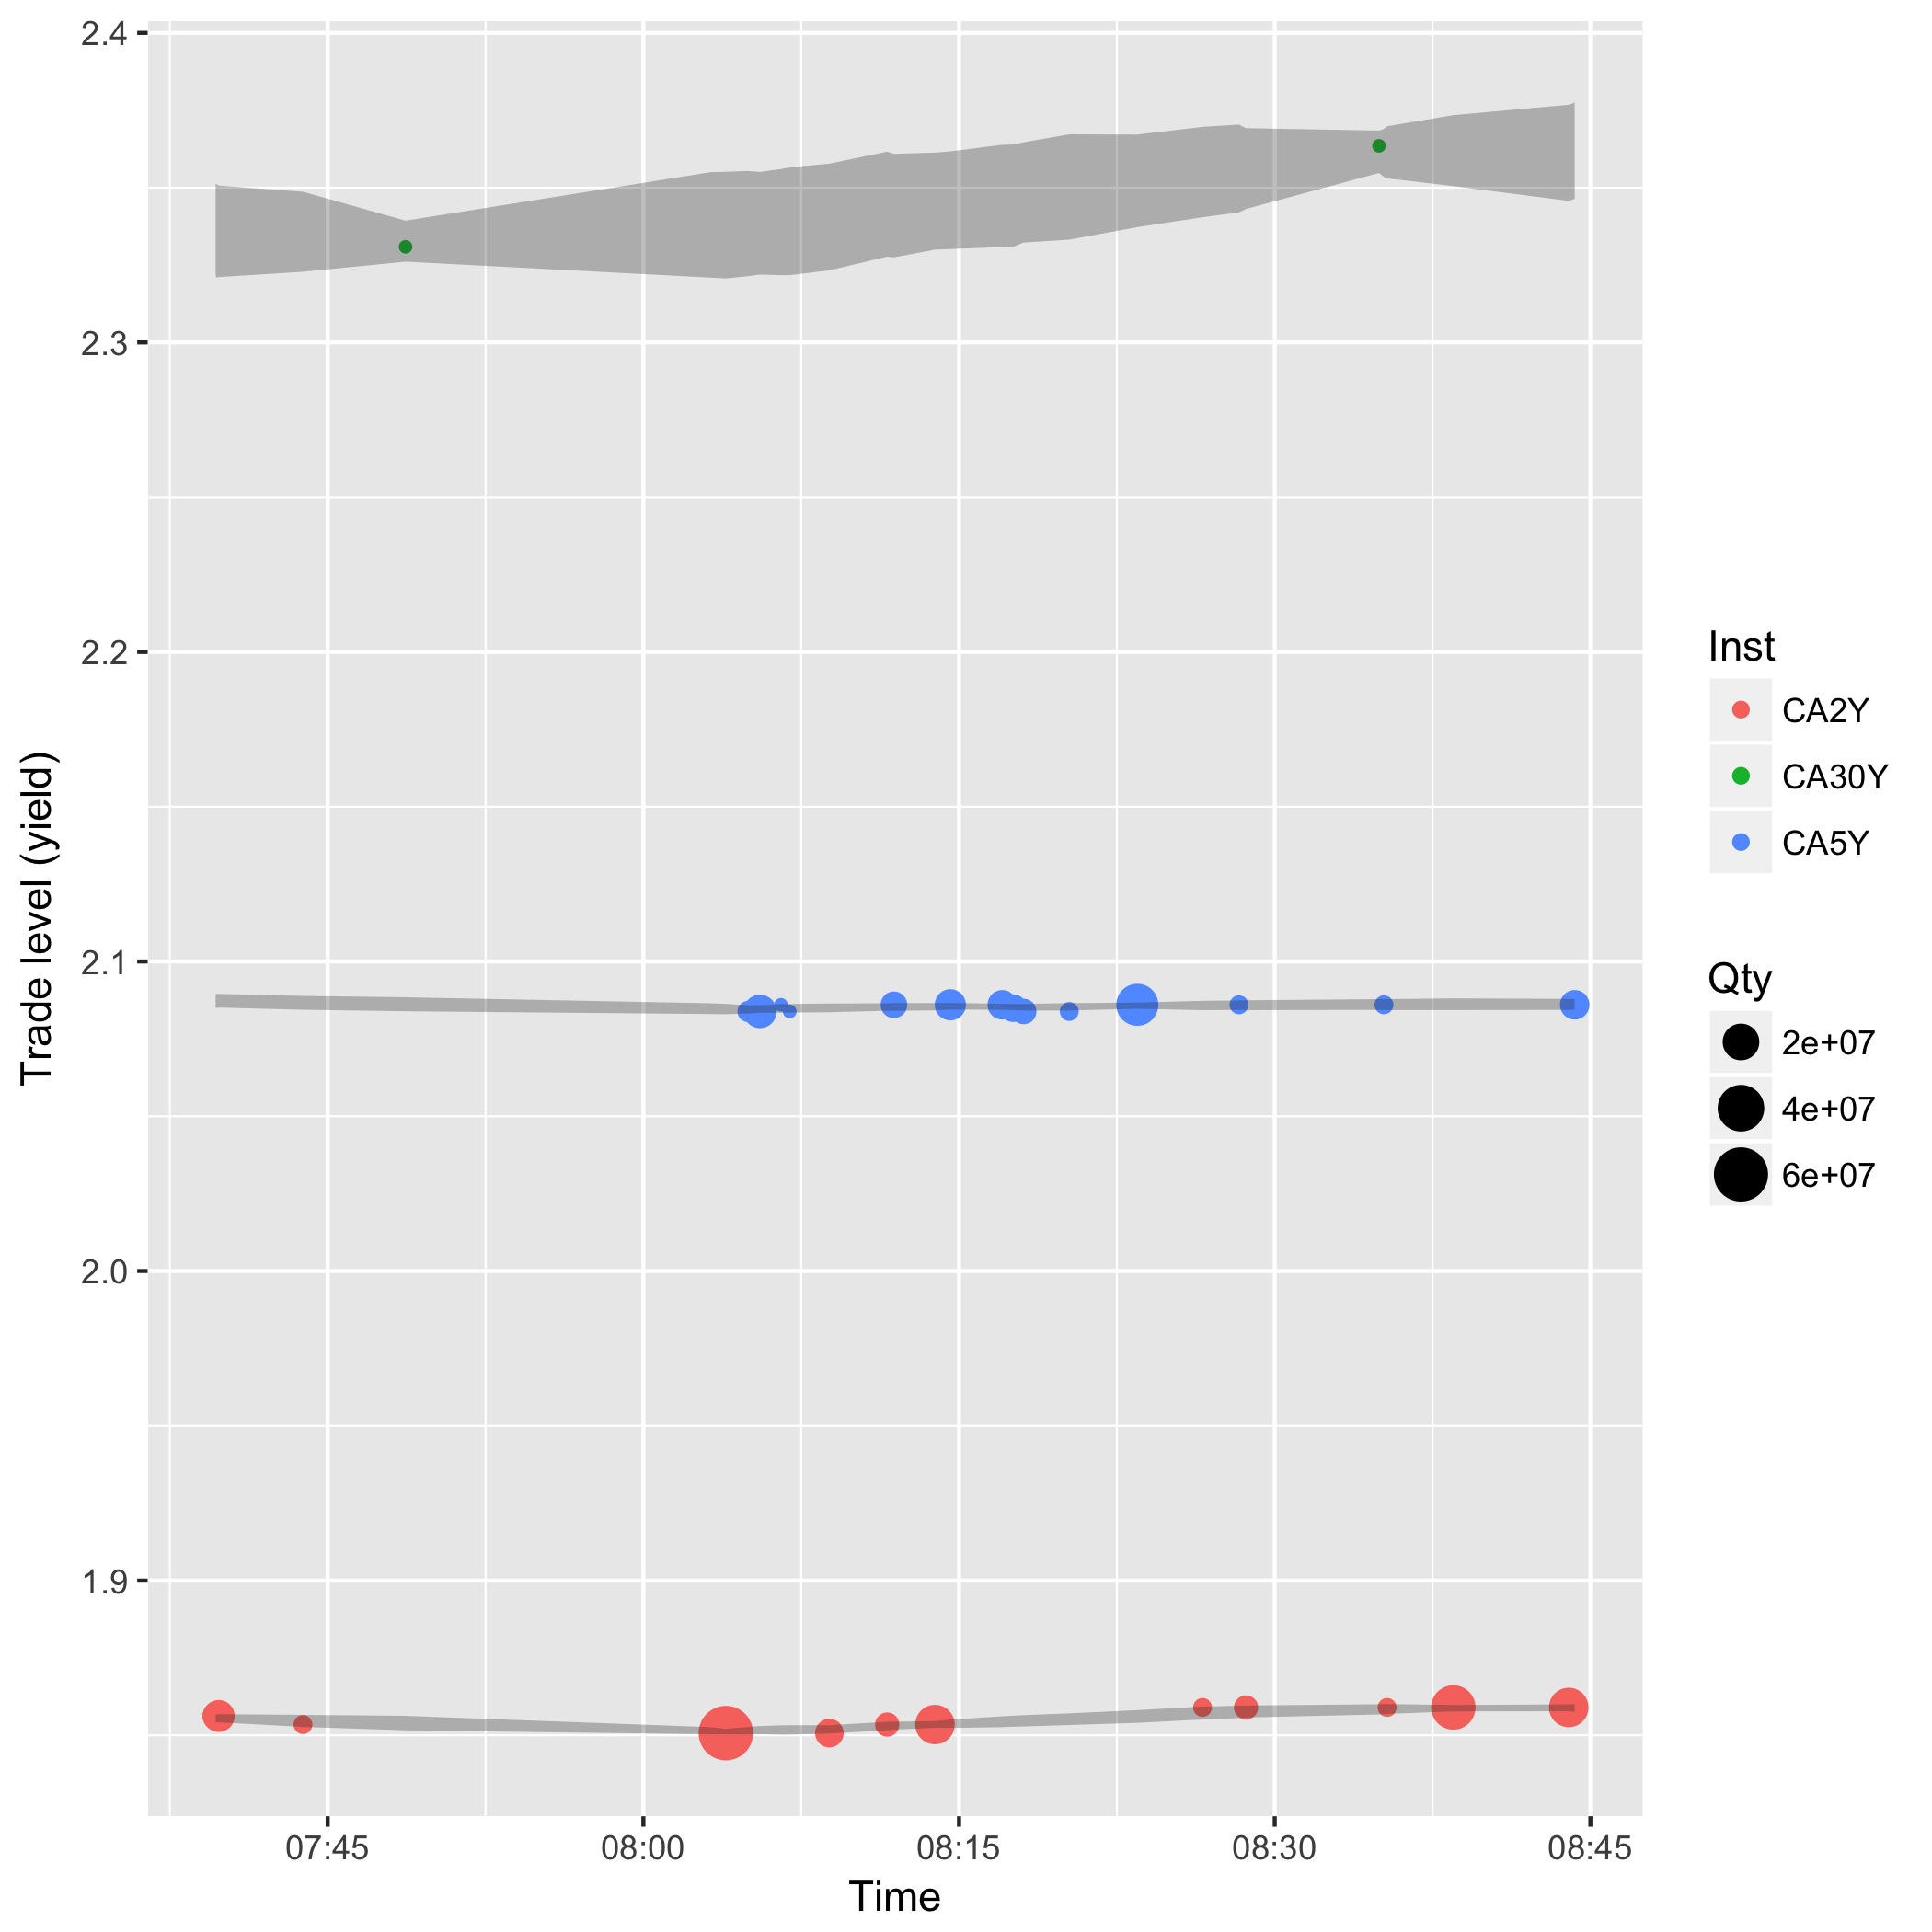 2.4
2.3
2.2
2.1
2.0
1.9
Trade level (yield)
07:45
08:00
08:15
08:30
08:45
Time
Inst
CA2Y
CA30Y
CA5Y
Qty
2e+07
4e+07
6e+07